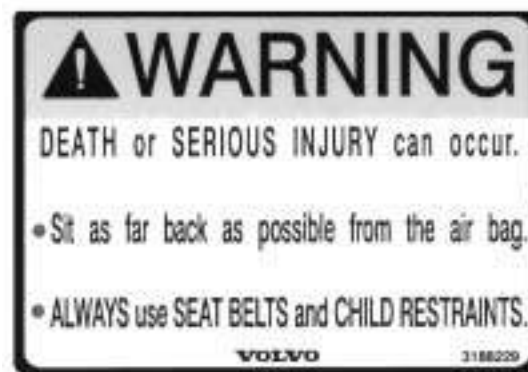 WARNING
DEATH or SERIOUS INJURY can occur.
• Sit as far back as possible from the air bag.
• ALWAYS use SEAT BELTS and CHILD RESTRAINTS.
VOLVO 3188229